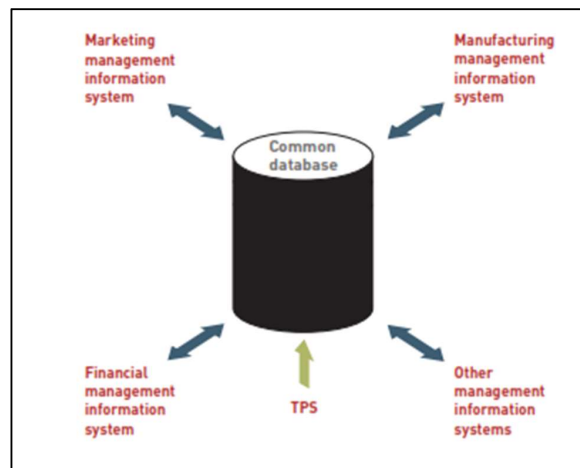 Marketing
management
information
system
Manufacturing
management
information
system
Common
database
Financial
management
information
system
TPS
Other
management
information
systems